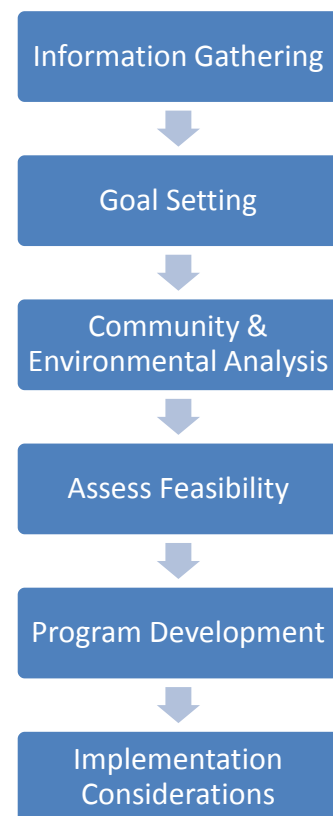 Information Gathering
Goal Setting
Community &
Environmental Analysis
Assess Feasibility
Program Development
Implementation
Considerations